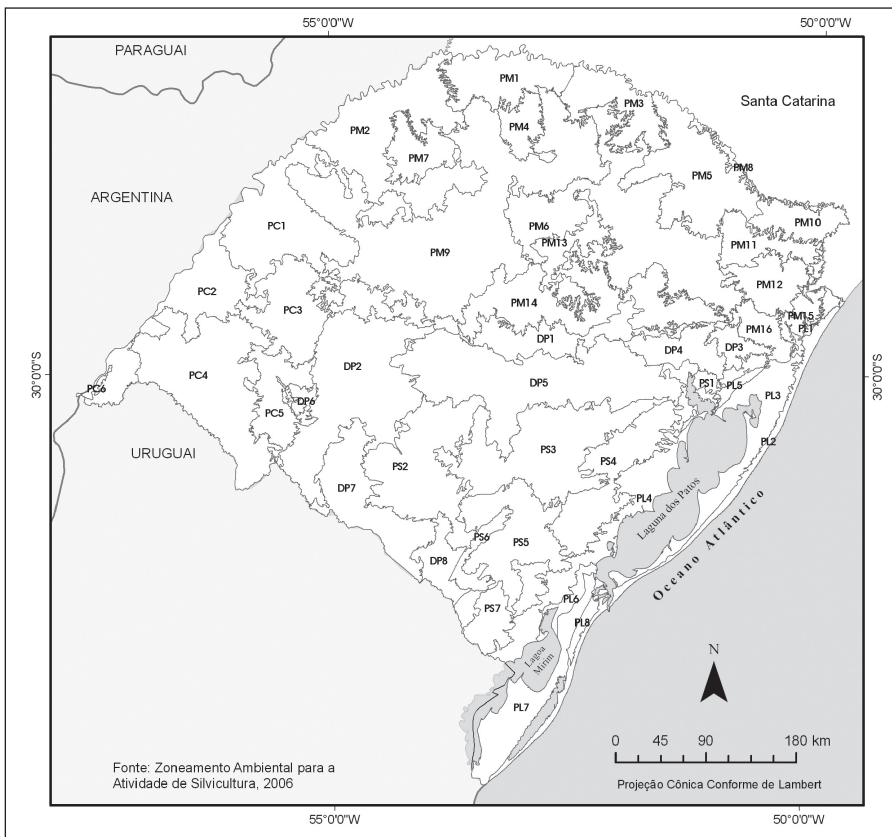 55°0'0"W
50°0'0"W
PARAGUAI
Santa Catarina
ARGENTINA
URUGUAI
30°0'0"S
30°0'0"S
PM1
PM2
PM3
PM4
PM7
PM5
PM8
PM10
PC1
PM6
PM13
PM9
PM11
PM12
PC2
PC3
PM14
PM15
PL1
PM16
DP1
DP4
DP3
DP2
PC4
PC6
DP5
PS1
PL5
PL3
PC5
DP6
PL2
PS2
PS3
PS4
DP7
PL4
Laguna dos Patos
Oceano Atlântico
PS6
PS5
DP8
PL6
PS7
PL8
Lagoa
Mirim
PL7
N
0 45 90 180 km
Projeção Cônica Conforme de Lambert
Fonte: Zoneamento Ambiental para a
Atividade de Silvicultura, 2006
55°0'0"W
50°0'0"W